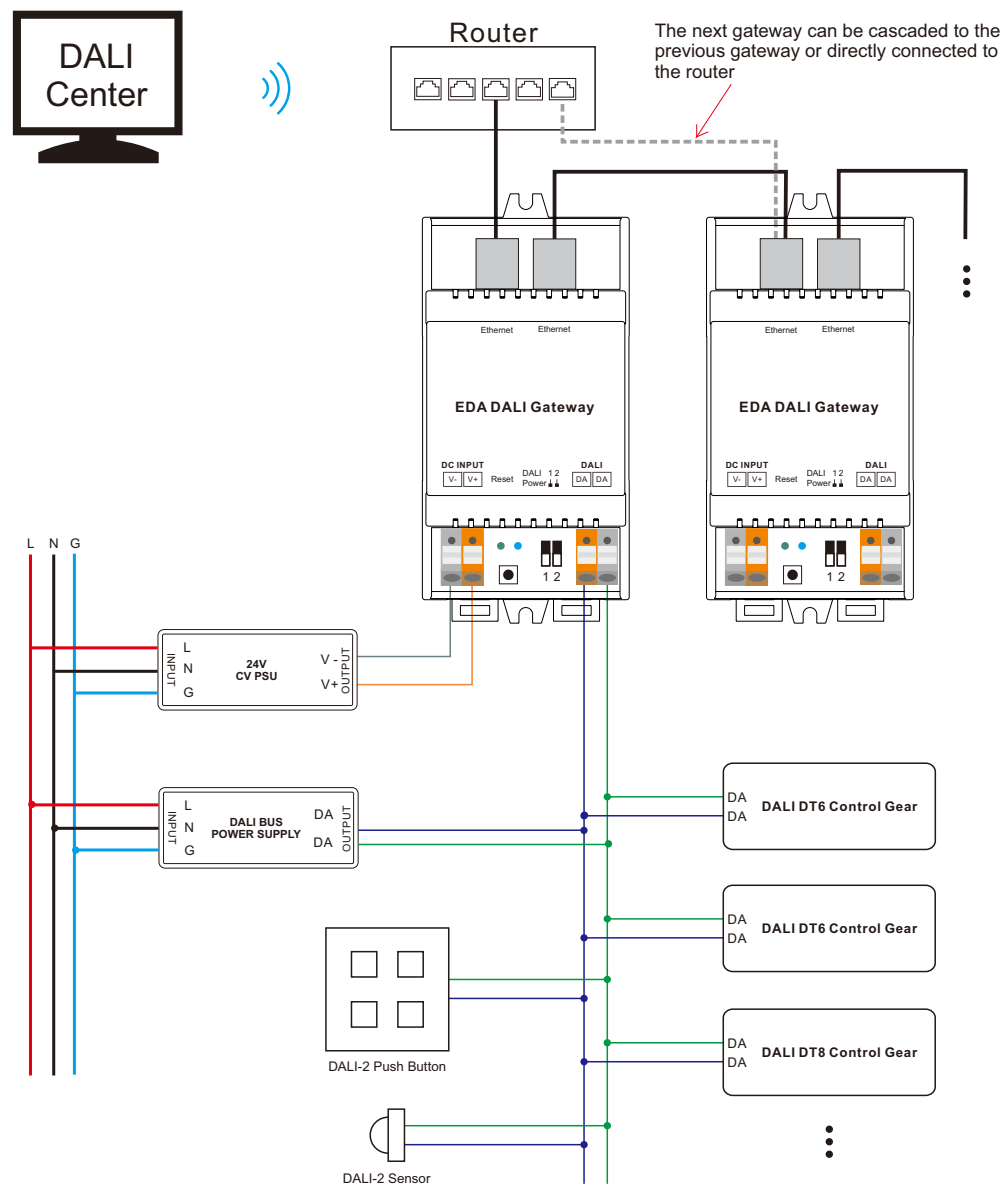 DALI
Center
Router
The next gateway can be cascaded to the
previous gateway or directly connected to
the router
Ethernet Ethernet
EDA DALI Gateway
DC INPUT
V- V+
Reset
DALI 1 2
Power
DALI
DA DA
1 2
Ethernet Ethernet
EDA DALI Gateway
DC INPUT
V- V+
Reset
DALI 1 2
Power
DALI
DA DA
1 2
L N G
L
N
G
INPUT
24V
CV PSU
V -
V+
OUTPUT
L
N
G
INPUT
DALI BUS
POWER SUPPLY
DA
DA
OUTPUT
DA
DA
DALI DT6 Control Gear
DA
DA
DALI DT6 Control Gear
DALI-2 Push Button
DA
DA
DALI DT8 Control Gear
DALI-2 Sensor